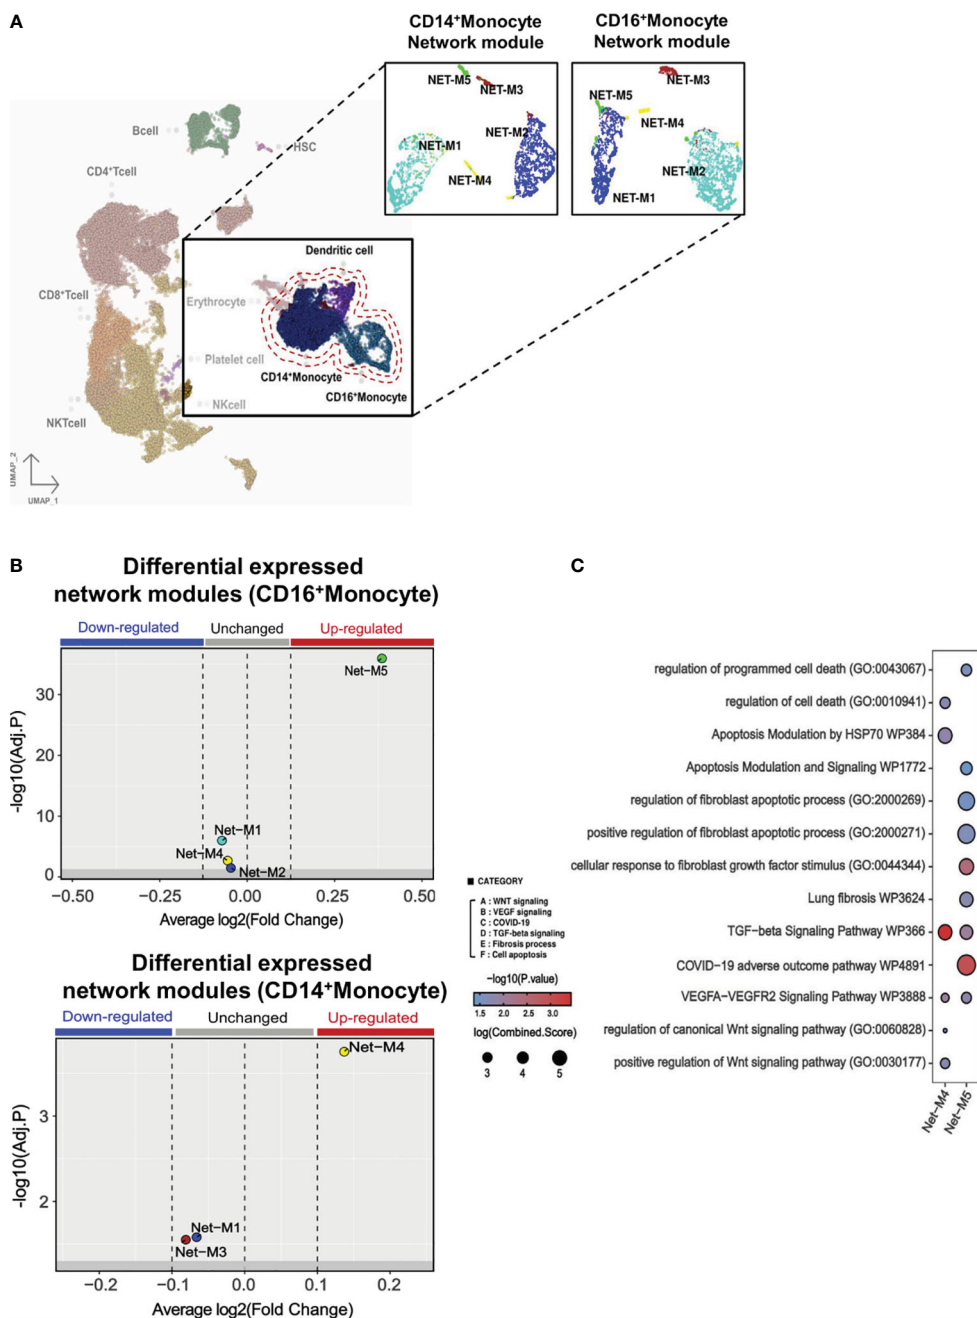 A
CD14+Monocyte
Network module
CD16+Monocyte
Network module
NET-M5
NET-M3
NET-M2
NET-M1
NET-M4
NET-M3
NET-M5
NET-M4
NET-M2
NET-M1
Bcell
HSC
CD4+Tcell
CD8+Tcell
NKTcell
Dendritic cell
Erythrocyte
Platelet cell
CD14+Monocyte
CD16+Monocyte
NKcell
UMAP_2
UMAP_1
B
Differential expressed
network modules (CD16+Monocyte)
Down-regulated Unchanged Up-regulated
Net-M5
Net-M1
Net-M4
Net-M2
30
20
10
0
-log10(Adj.P)
−0.50 −0.25 0.00 0.25 0.50
Average log2(Fold Change)
Differential expressed
network modules (CD14+Monocyte)
Down-regulated Unchanged Up-regulated
Net−M4
Net−M1
Net−M3
3
2
-log10(Adj.P)
−0.2 −0.1 0.0 0.1 0.2
Average log2(Fold Change)
C
regulation of programmed cell death (GO:0043067)
regulation of cell death (GO:0010941)
Apoptosis Modulation by HSP70 WP384
Apoptosis Modulation and Signaling WP1772
regulation of fibroblast apoptotic process (GO:2000269)
positive regulation of fibroblast apoptotic process (GO:2000271)
cellular response to fibroblast growth factor stimulus (GO:0044344)
Lung fibrosis WP3624
TGF-beta Signaling Pathway WP366
COVID-19 adverse outcome pathway WP4891
VEGFA-VEGFR2 Signaling Pathway WP3888
regulation of canonical Wnt signaling pathway (GO:0060828)
positive regulation of Wnt signaling pathway (GO:0030177)
Net−M4
Net−M5
CATEGORY
A : WNT signaling
B : VEGF signaling
C : COVID-19
D : TGF-beta signaling
E : Fibrosis process
F : Cell apoptosis
−log10(P.value)
1.5 2.0 2.5 3.0
log(Combined.Score)
3 4 5